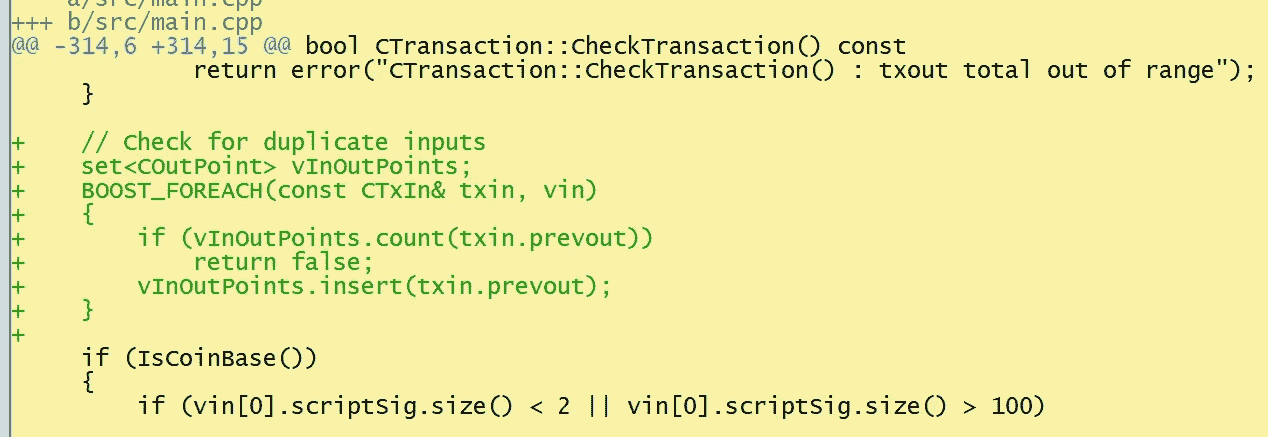 a/src/main.cpp
+++ b/src/main.cpp
@@ -314,6 +314,15 @@ bool CTransaction::CheckTransaction() const
            return error("CTransaction::CheckTransaction() : txout total out of range");
    }

+    // Check for duplicate inputs
+    set<COutPoint> vInOutPoints;
+    BOOST_FOREACH(const CTxIn& txin, vin)
+    {
+        if (vInOutPoints.count(txin.prevout))
+            return false;
+        vInOutPoints.insert(txin.prevout);
+    }
+
    if (IsCoinBase())
    {
        if (vin[0].scriptSig.size() < 2 || vin[0].scriptSig.size() > 100)